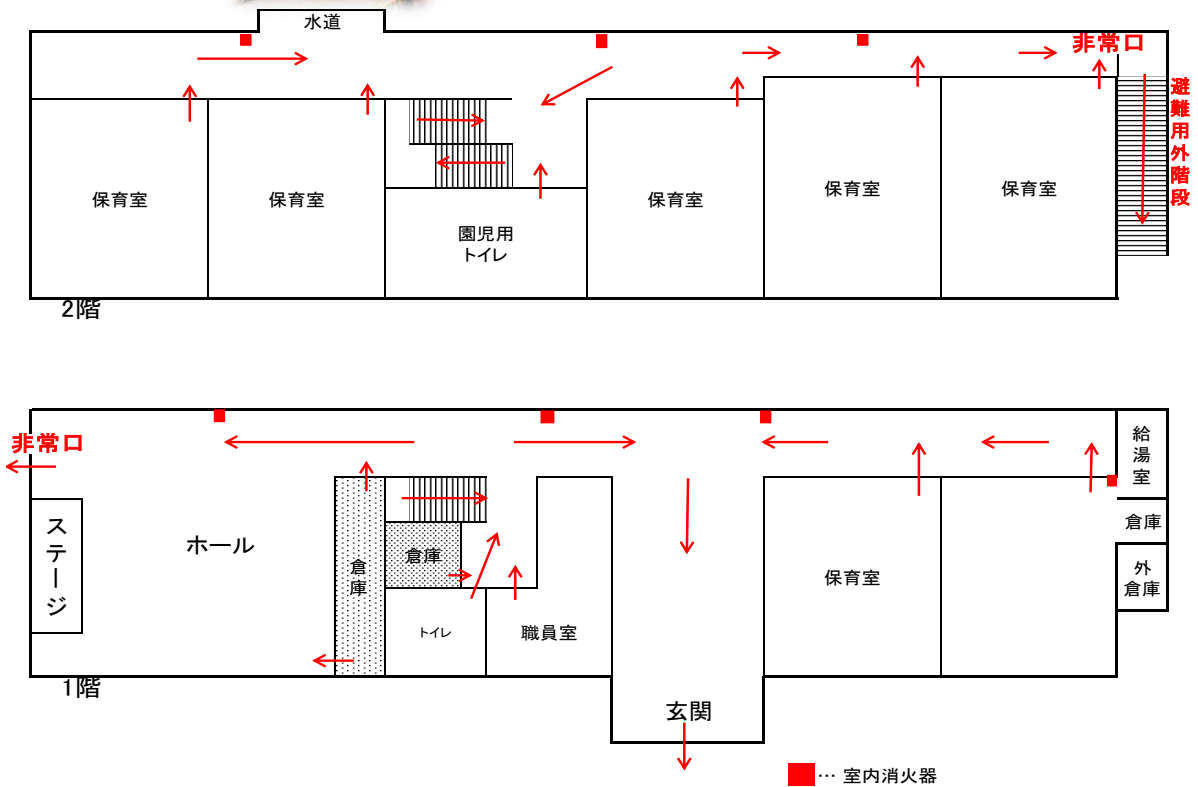 水道
非常口
避難用外階段
保育室
保育室
園児用
トイレ
保育室
保育室
保育室
2階
非常口
給湯室
ステージ
ホール
倉庫
倉庫
倉庫
外
倉庫
保育室
トイレ
職員室
1階
玄関
… 室内消火器